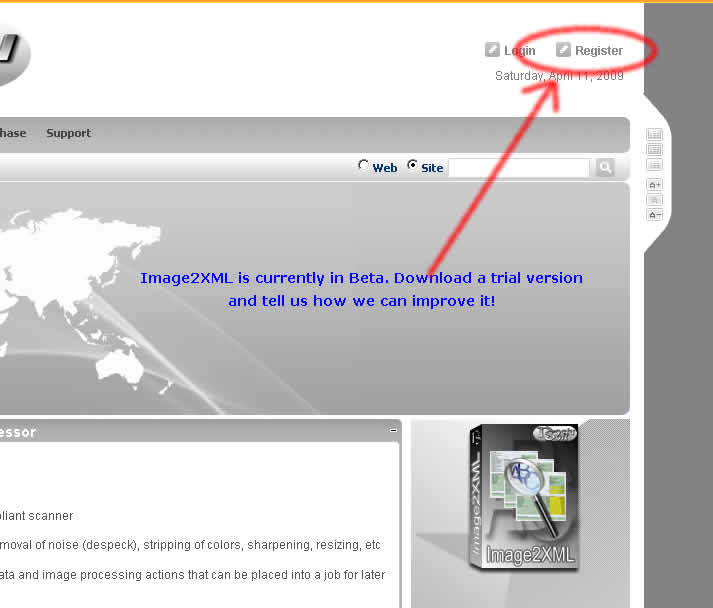 Login Register
Saturday, April 11, 2009
hase Support
Web Site
A+
A-
Image2XML is currently in Beta. Download a trial version
and tell us how we can improve it!
essor
liant scanner
moval of noise (despeck), stripping of colors, sharpening, resizing, etc
ata and image processing actions that can be placed into a job for later
Image2XML
ABC
Image2XML